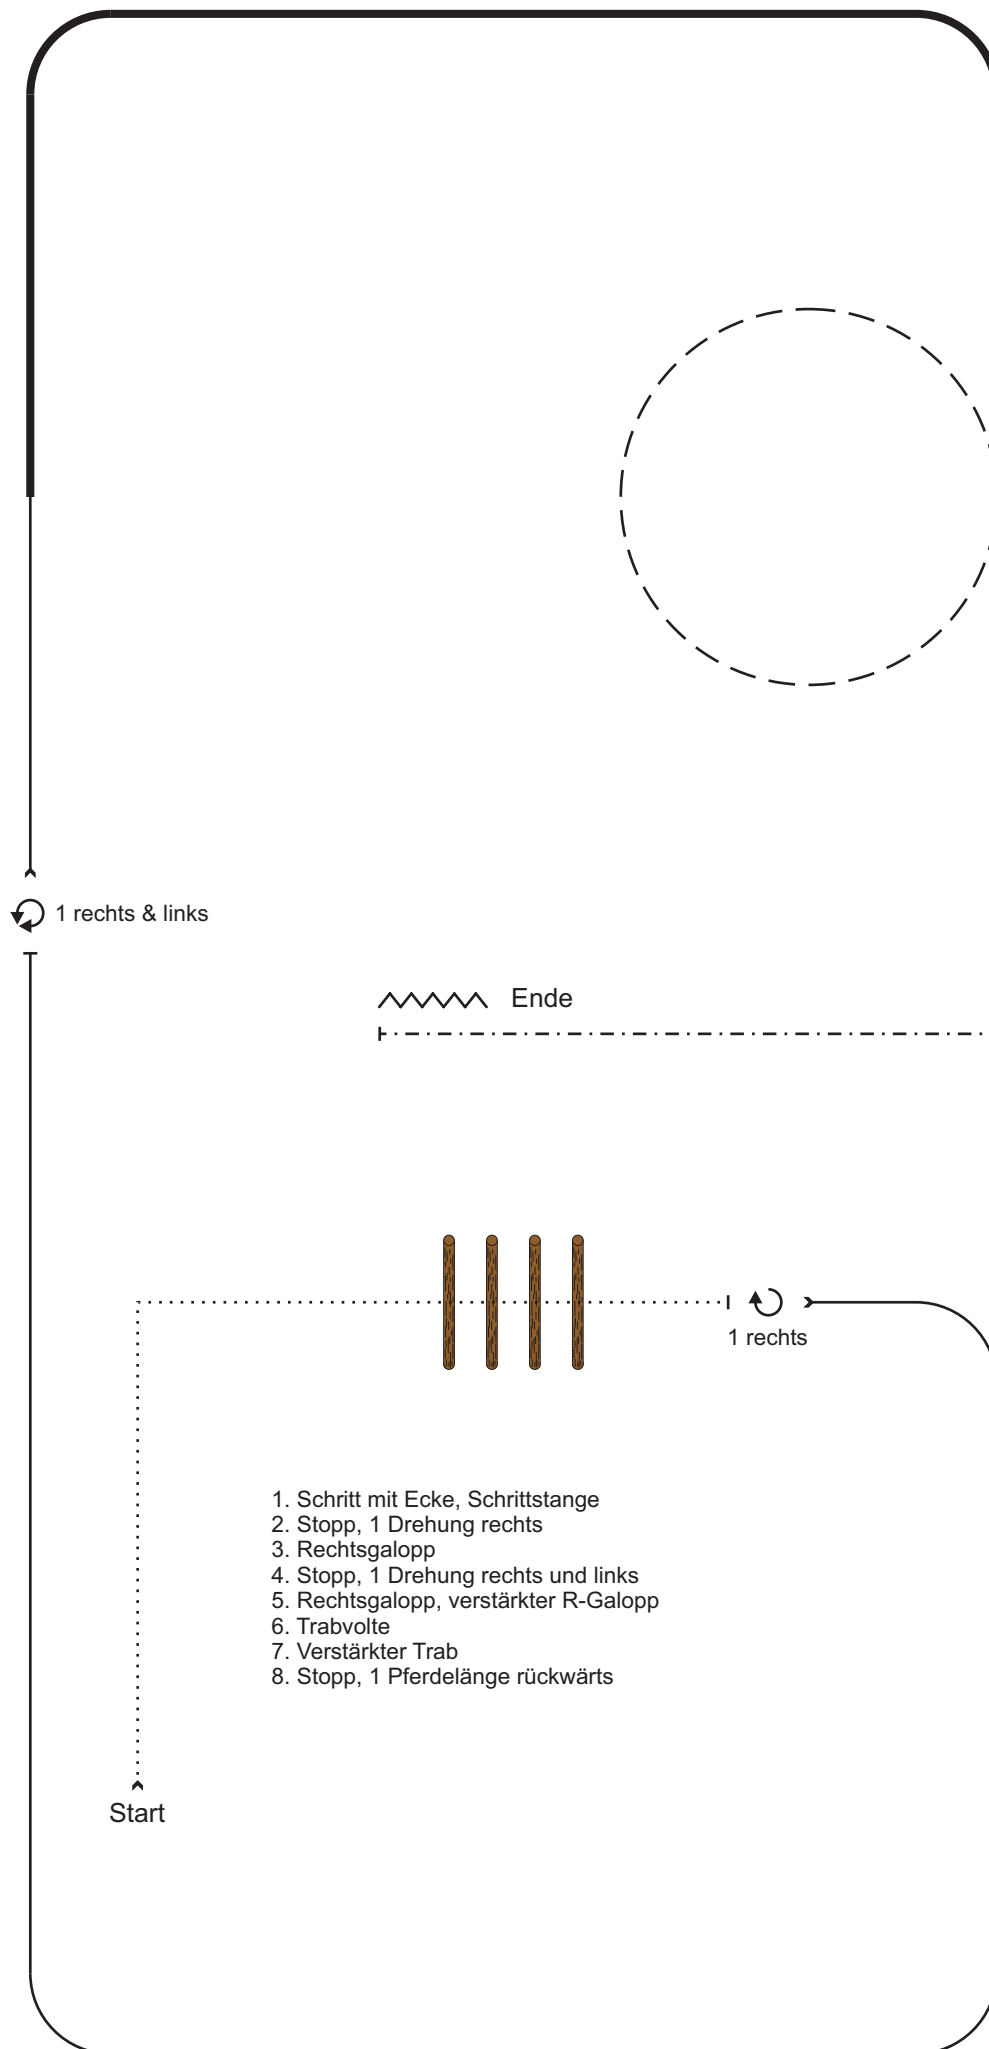 1 rechts & links
Ende
1 rechts
1. Schritt mit Ecke, Schrittstange
2. Stopp, 1 Drehung rechts
3. Rechtsgalopp
4. Stopp, 1 Drehung rechts und links
5. Rechtsgalopp, verstärkter R-Galopp
6. Trabvolte
7. Verstärkter Trab
8. Stopp, 1 Pferdelänge rückwärts
Start